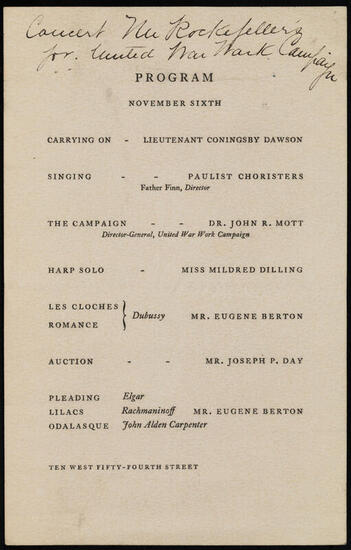 Concert Mr Rockefeller's
for United War Work Campaign
PROGRAM
NOVEMBER SIXTH
CARRYING ON - LIEUTENANT CONINGSBY DAWSON
SINGING - - PAULIST CHORISTERS
Father Finn, Director
THE CAMPAIGN - - DR. JOHN R. MOTT
Director-General, United War Work Campaign
HARP SOLO - MISS MILDRED DILLING
LES CLOCHES
ROMANCE } Dubussy MR. EUGENE BERTON
AUCTION - - MR. JOSEPH P. DAY
PLEADING Elgar
LILACS Rachmaninoff MR. EUGENE BERTON
ODALASQUE John Alden Carpenter
TEN WEST FIFTY-FOURTH STREET